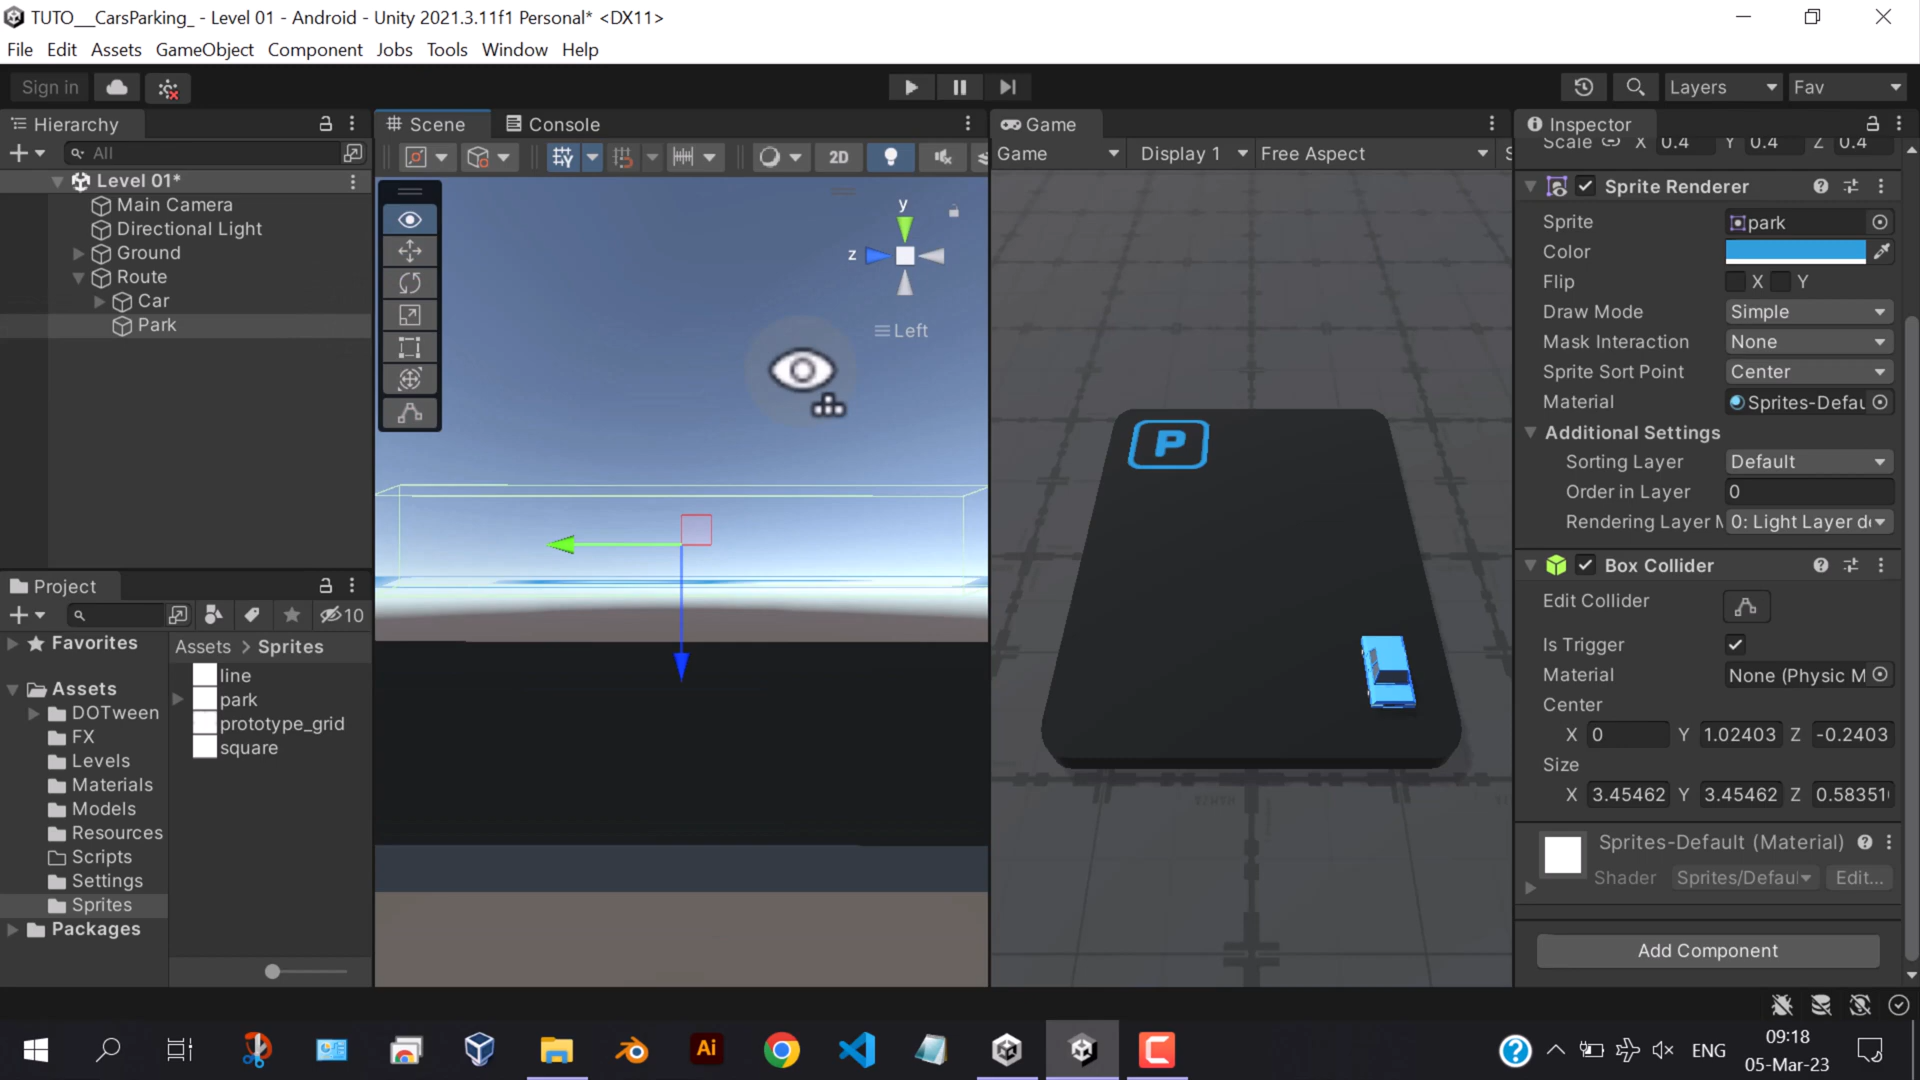 TUTO__CarsParking_ - Level 01 - Android - Unity 2021.3.11f1 Personal* <DX11>
File Edit Assets GameObject Component Jobs Tools Window Help
Sign in
Layers
Fav
Hierarchy
All
Level 01*
Main Camera
Directional Light
Ground
Route
Car
Park
Scene
Console
2D
y
z
Left
Game
Game
Display 1
Free Aspect
P
Inspector
Scale X 0.4 Y 0.4 Z 0.4
Sprite Renderer
Sprite park
Color
Flip X Y
Draw Mode Simple
Mask Interaction None
Sprite Sort Point Center
Material Sprites-Defau
Additional Settings
Sorting Layer Default
Order in Layer 0
Rendering Layer M 0: Light Layer de
Box Collider
Edit Collider
Is Trigger
Material None (Physic M
Center
X 0 Y 1.02403 Z -0.2403
Size
X 3.45462 Y 3.45462 Z 0.58351
Sprites-Default (Material)
Shader Sprites/Defaul Edit...
Add Component
Project
10
Favorites
Assets
DOTween
FX
Levels
Materials
Models
Resources
Scripts
Settings
Sprites
Packages
Assets > Sprites
line
park
prototype_grid
square
Ai
ENG
09:18
05-Mar-23